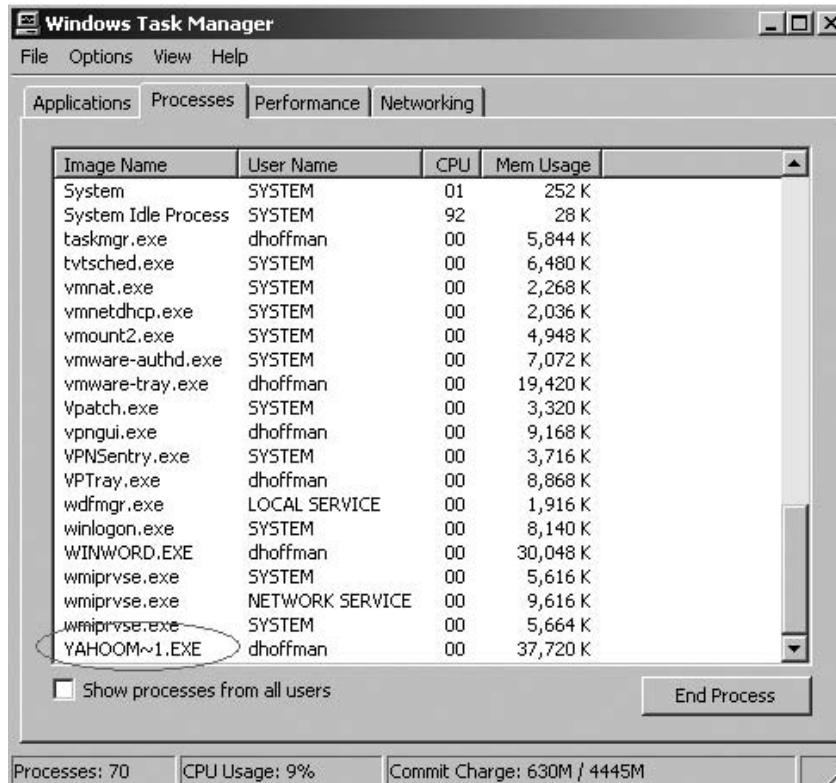 Windows Task Manager
File Options View Help
Applications Processes Performance Networking
Image Name User Name CPU Mem Usage
System SYSTEM 01 252 K
System Idle Process SYSTEM 92 28 K
taskmgr.exe dhoffman 00 5,844 K
tvtsched.exe SYSTEM 00 6,480 K
vmnat.exe SYSTEM 00 2,268 K
vmnetdhcp.exe SYSTEM 00 2,036 K
vmount2.exe SYSTEM 00 4,948 K
vmware-authd.exe SYSTEM 00 7,072 K
vmware-tray.exe dhoffman 00 19,420 K
Vpatch.exe SYSTEM 00 3,320 K
vpngui.exe dhoffman 00 9,168 K
VPNSentry.exe SYSTEM 00 3,716 K
VPTray.exe dhoffman 00 8,868 K
wdfmgr.exe LOCAL SERVICE 00 1,916 K
winlogon.exe SYSTEM 00 8,140 K
WINWORD.EXE dhoffman 00 30,048 K
wmiprvse.exe SYSTEM 00 5,616 K
wmiprvse.exe NETWORK SERVICE 00 9,616 K
wmiprvse.exe SYSTEM 00 5,664 K
YAHOOM~1.EXE dhoffman 00 37,720 K
Show processes from all users End Process
Processes: 70 CPU Usage: 9% Commit Charge: 630M / 4445M